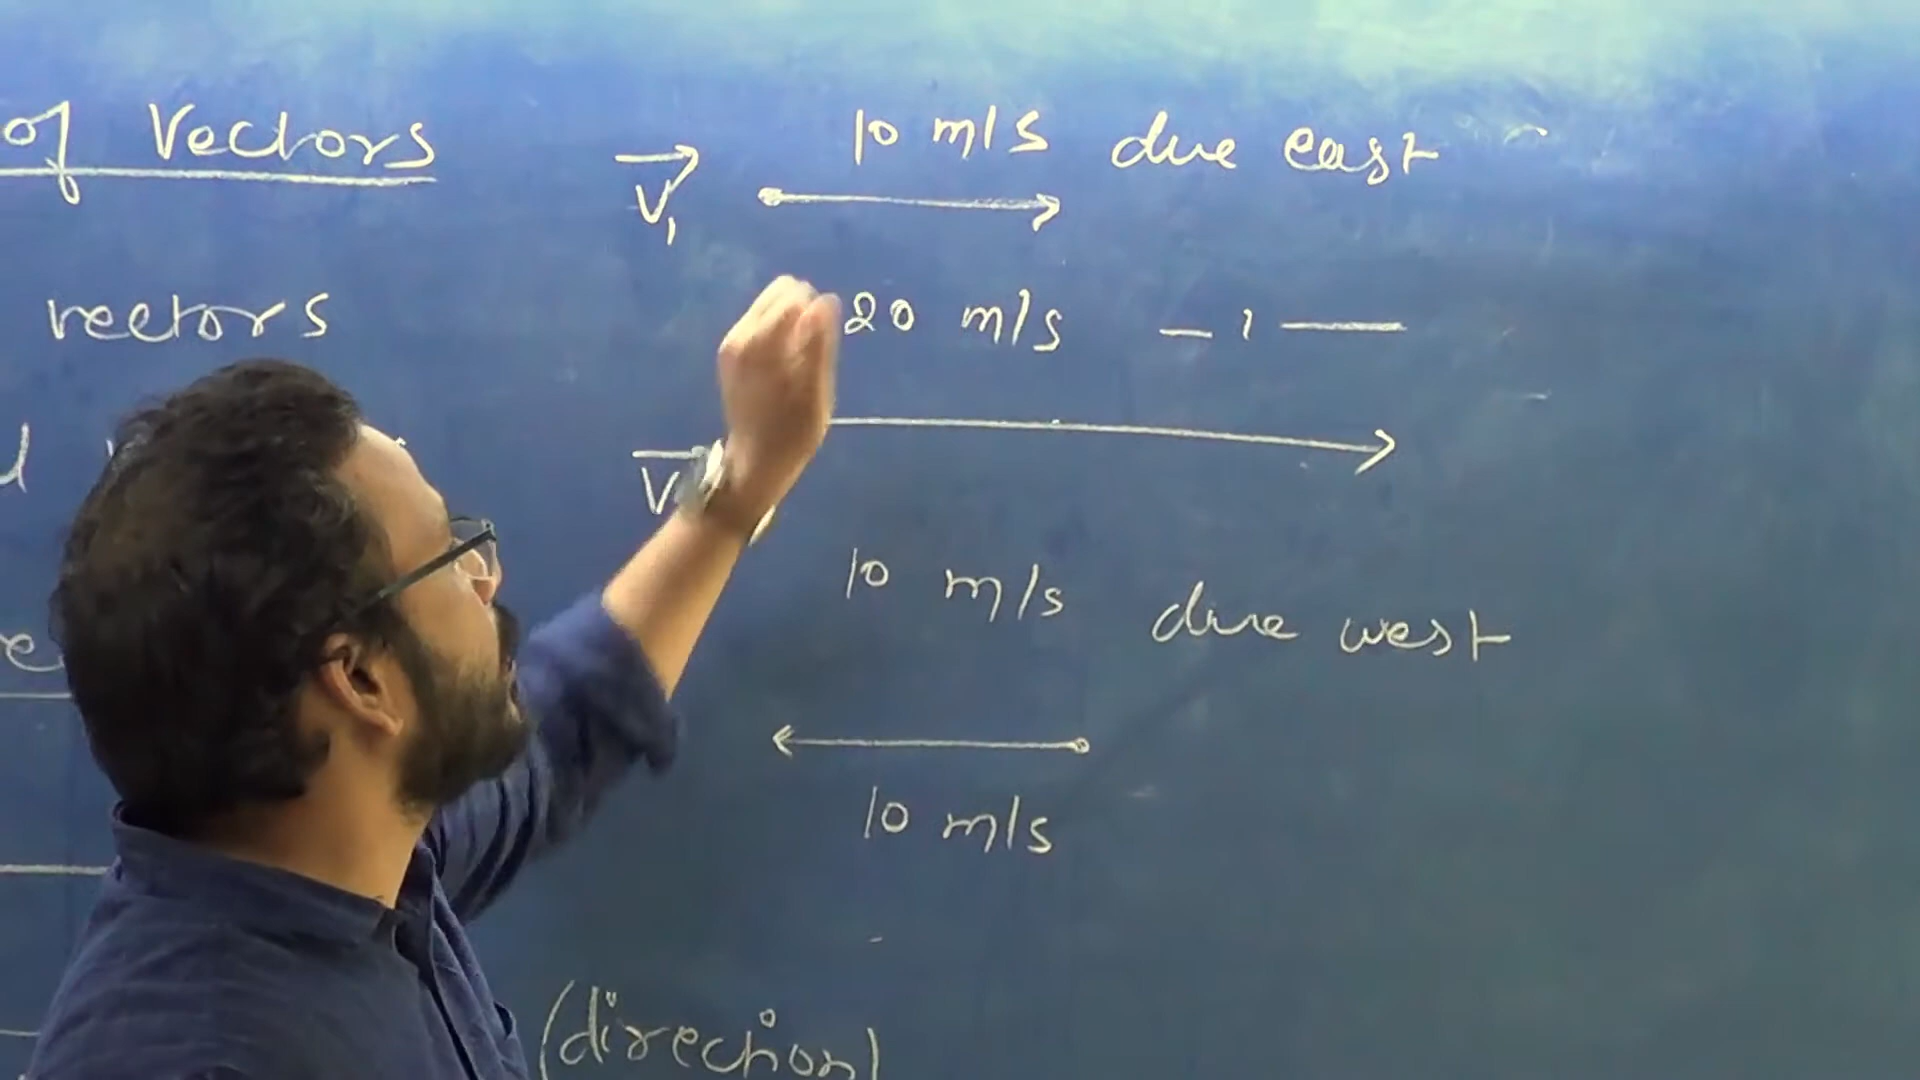 of Vectors
V₁ 10 m/s due east
vectors
20 m/s — ı —
V
10 m/s due west
10 m/s
(direction)